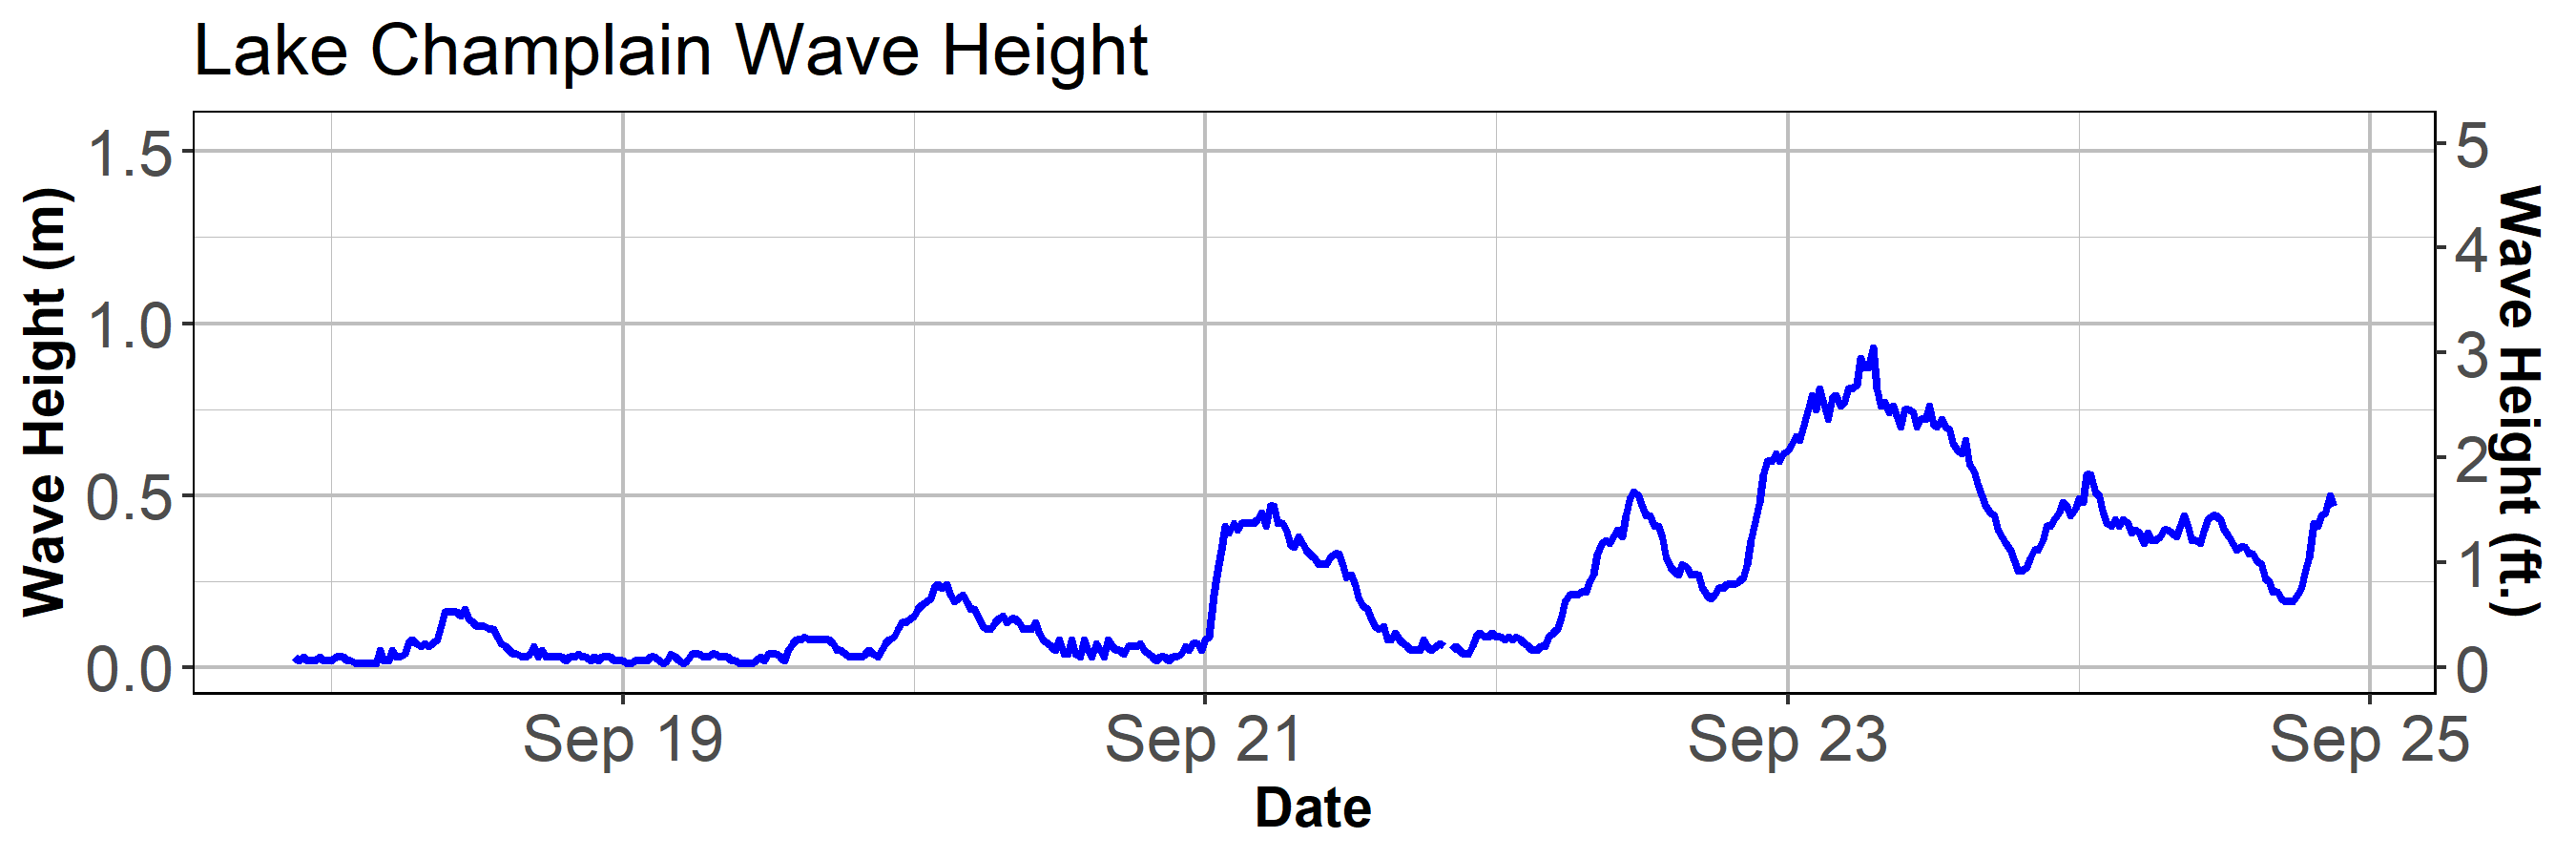 Lake Champlain Wave Height
Wave Height (m)
1.5
1.0
0.5
0.0
5
4
3
2
1
0
Wave Height (ft.)
Sep 19
Sep 21
Sep 23
Sep 25
Date